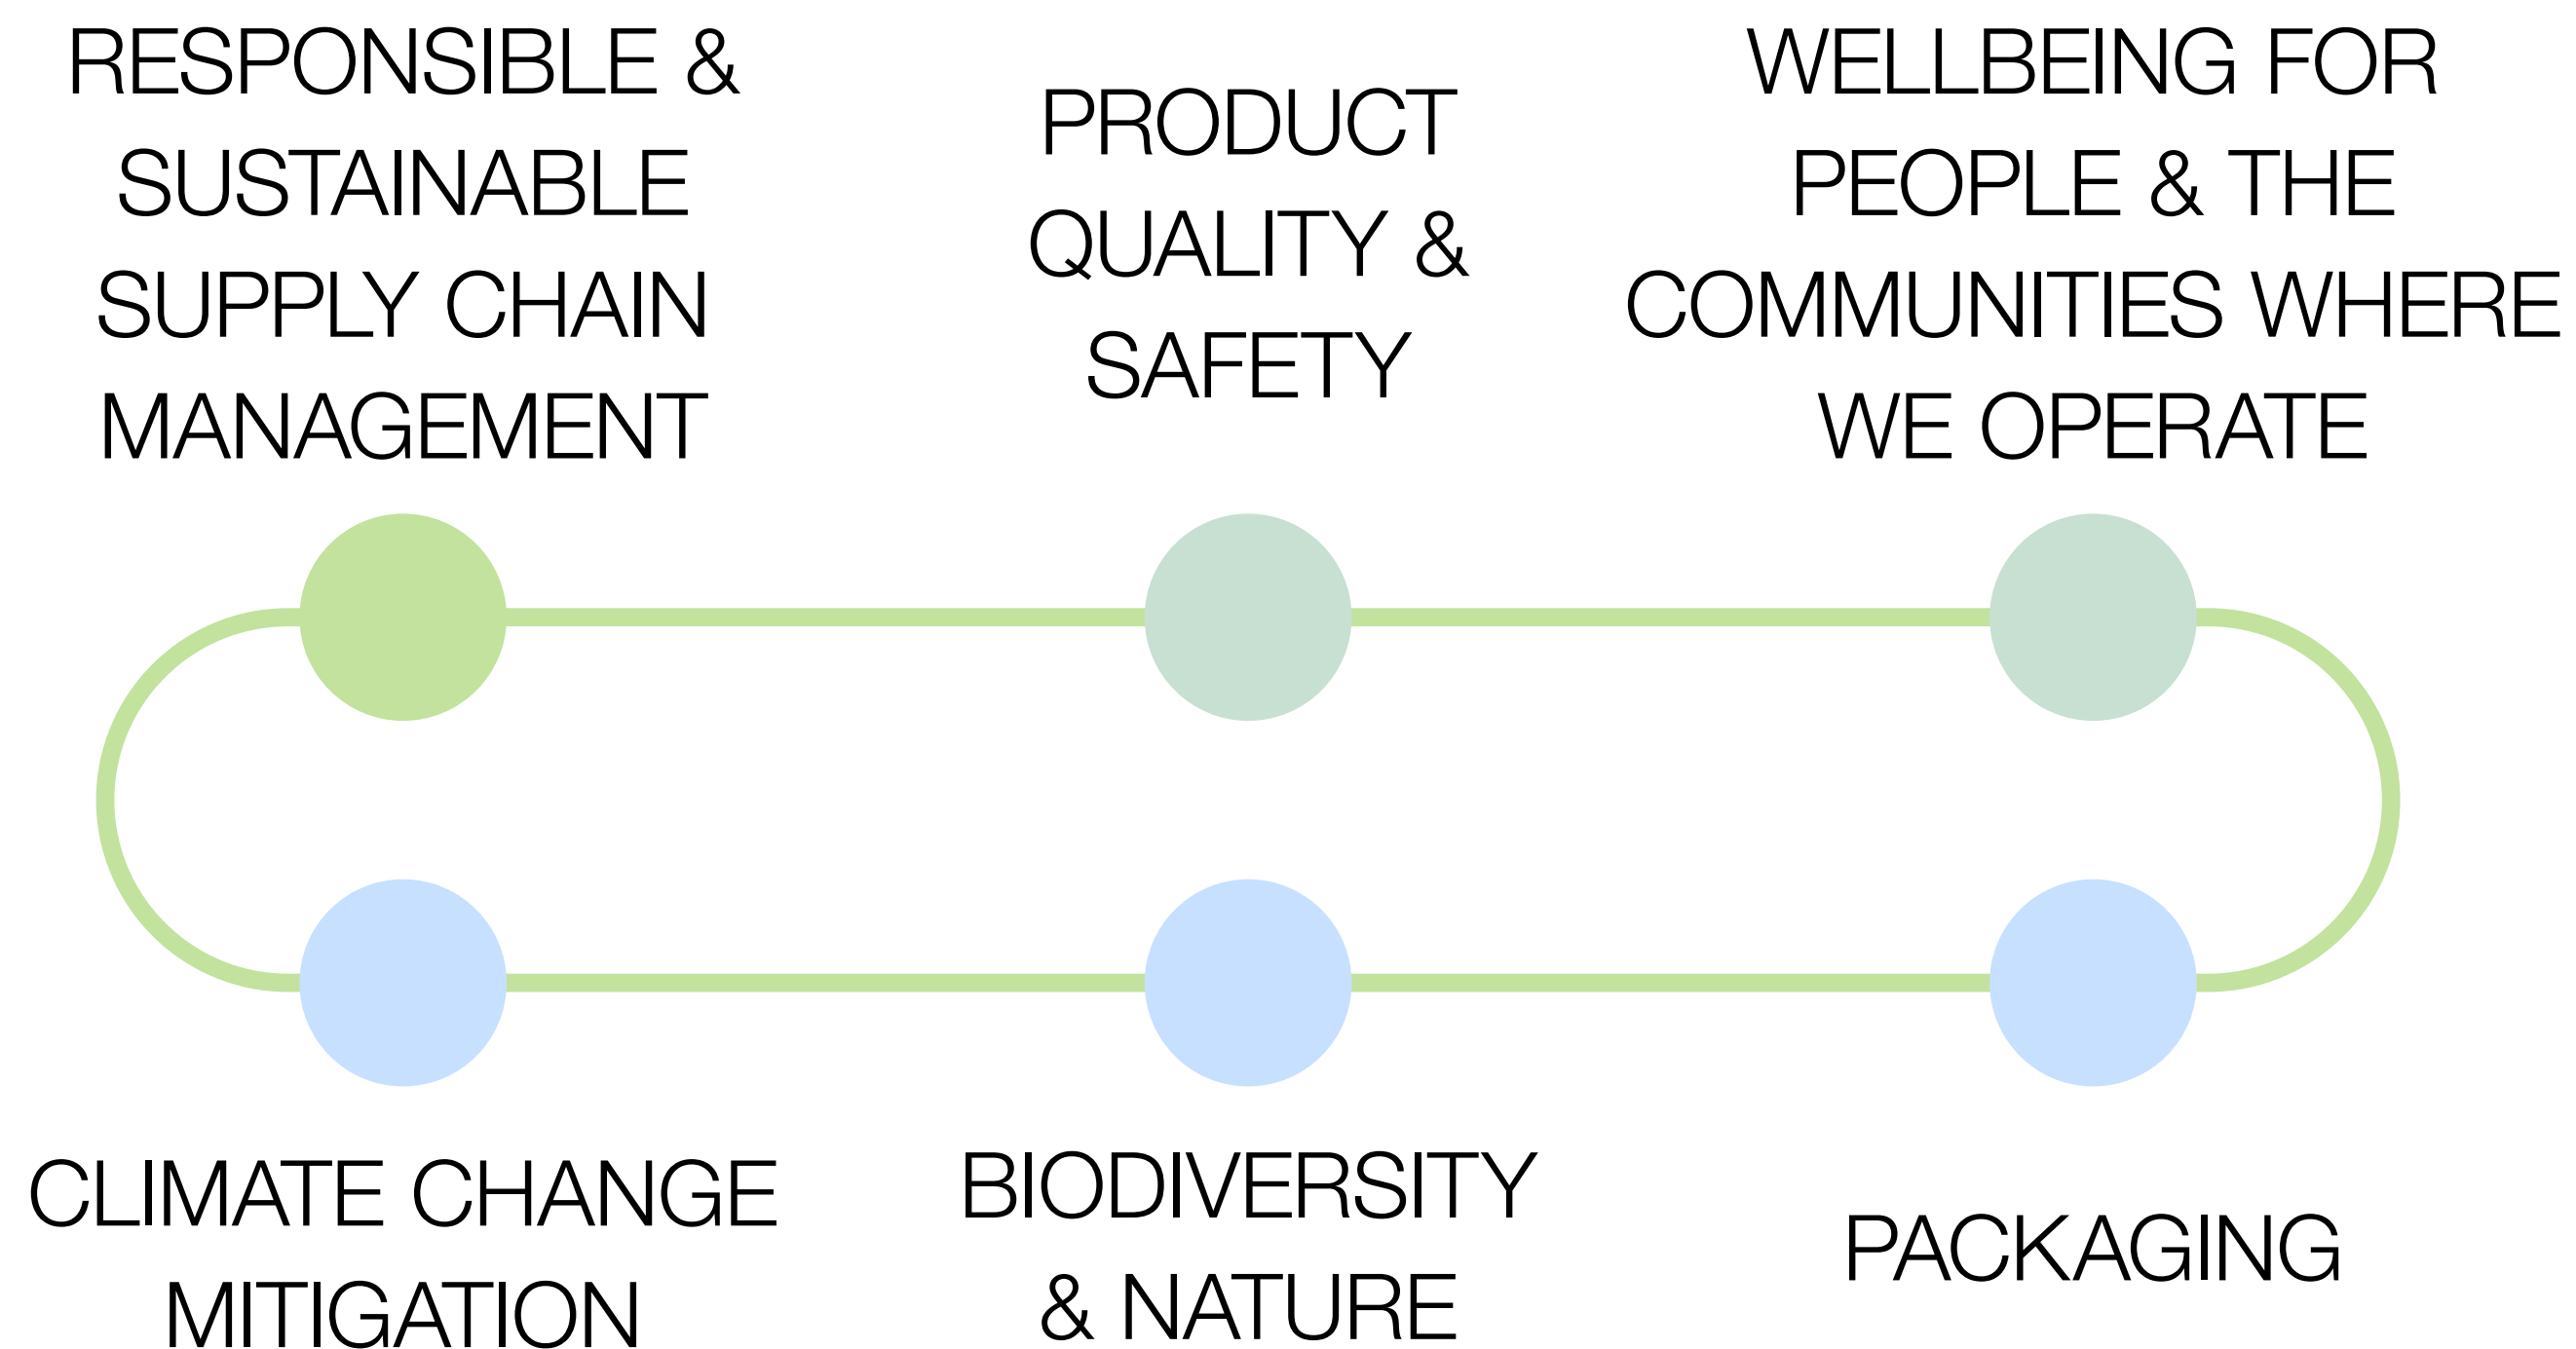 RESPONSIBLE &
SUSTAINABLE
SUPPLY CHAIN
MANAGEMENT
PRODUCT
QUALITY &
SAFETY
WELLBEING FOR
PEOPLE & THE
COMMUNITIES WHERE
WE OPERATE
CLIMATE CHANGE
MITIGATION
BIODIVERSITY
& NATURE
PACKAGING